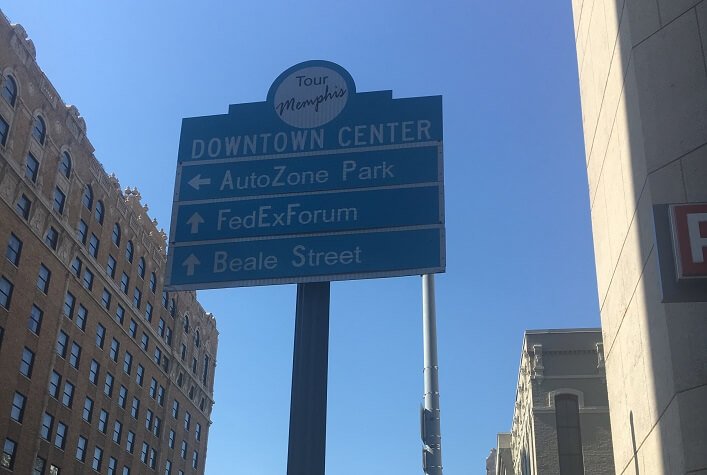 Tour
Memphis
DOWNTOWN CENTER
← AUTOZONE PARK
↑ FEDEXFORUM
↑ BEALE STREET